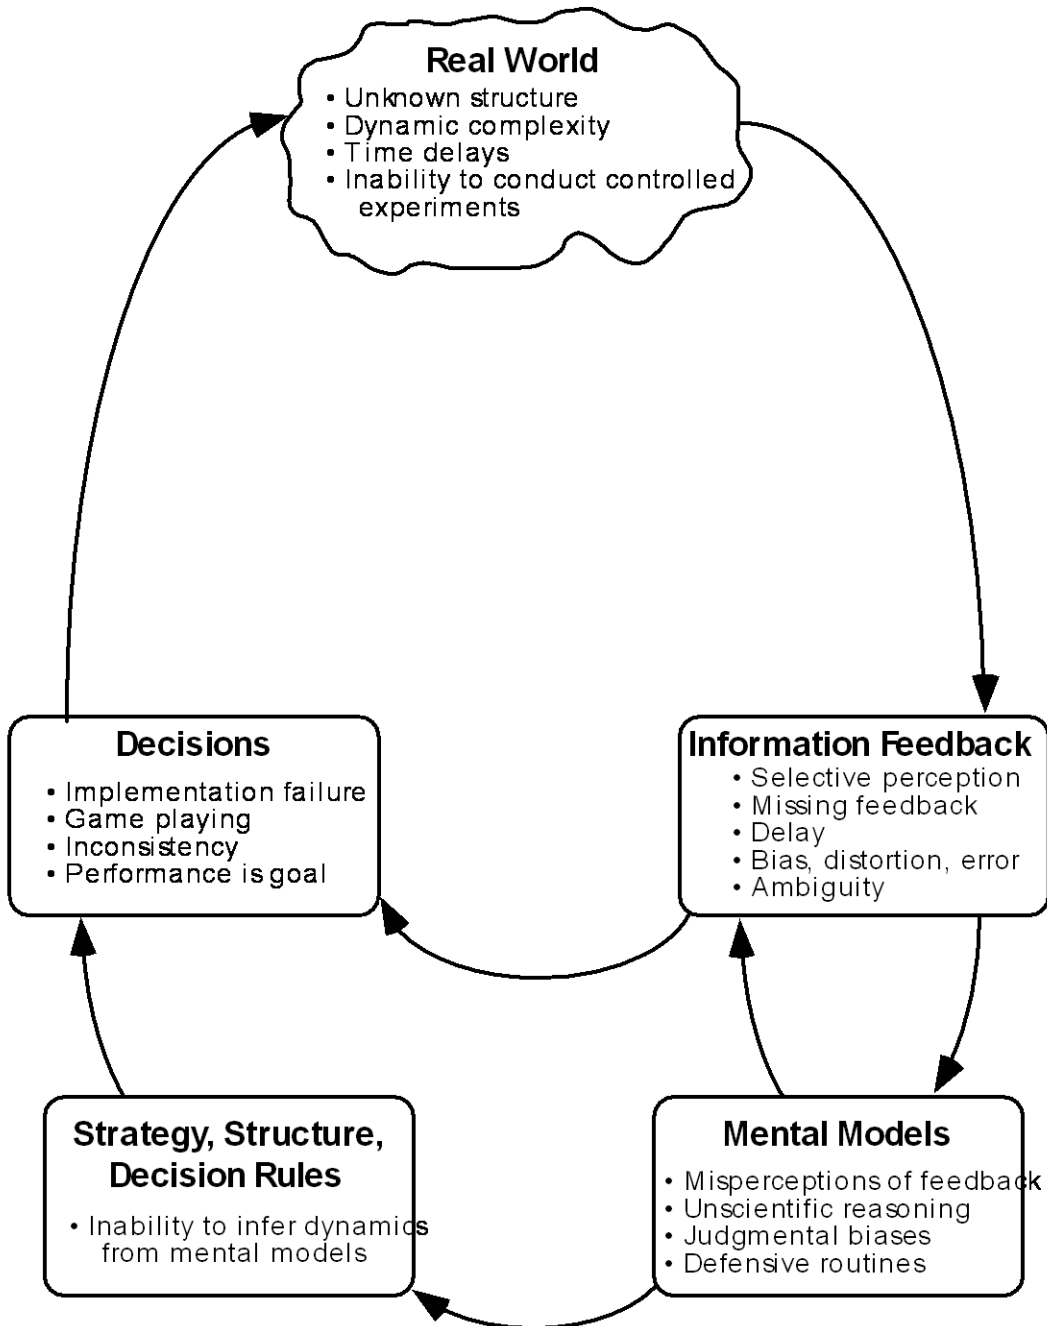 Real World
• Unknown structure
• Dynamic complexity
• Time delays
• Inability to conduct controlled
experiments
Decisions
• Implementation failure
• Game playing
• Inconsistency
• Performance is goal
Information Feedback
• Selective perception
• Missing feedback
• Delay
• Bias, distortion, error
• Ambiguity
Strategy, Structure,
Decision Rules
• Inability to infer dynamics
from mental models
Mental Models
• Misperceptions of feedback
• Unscientific reasoning
• Judgmental biases
• Defensive routines